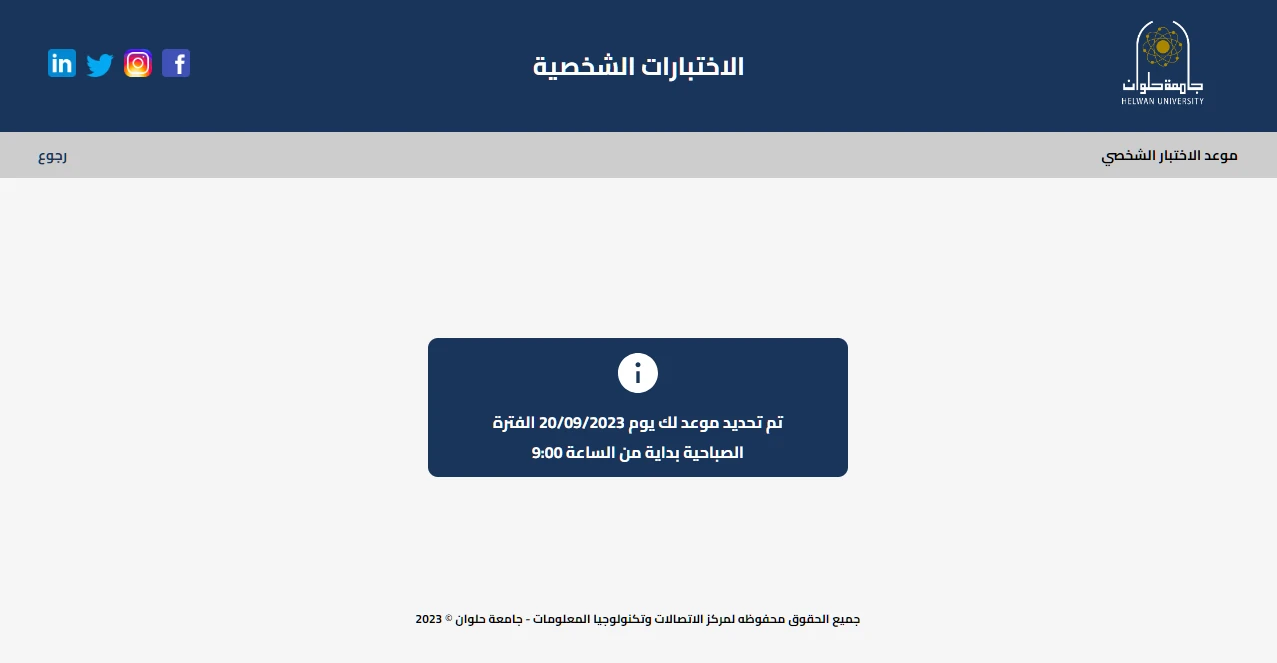 جامعة حلوان
HELWAN UNIVERSITY
الاختبارات الشخصية
موعد الاختبار الشخصي
رجوع
تم تحديد موعد لك يوم 20/09/2023 الفترة
الصباحية بداية من الساعة 9:00
جميع الحقوق محفوظه لمركز الاتصالات وتكنولوجيا المعلومات - جامعة حلوان © 2023